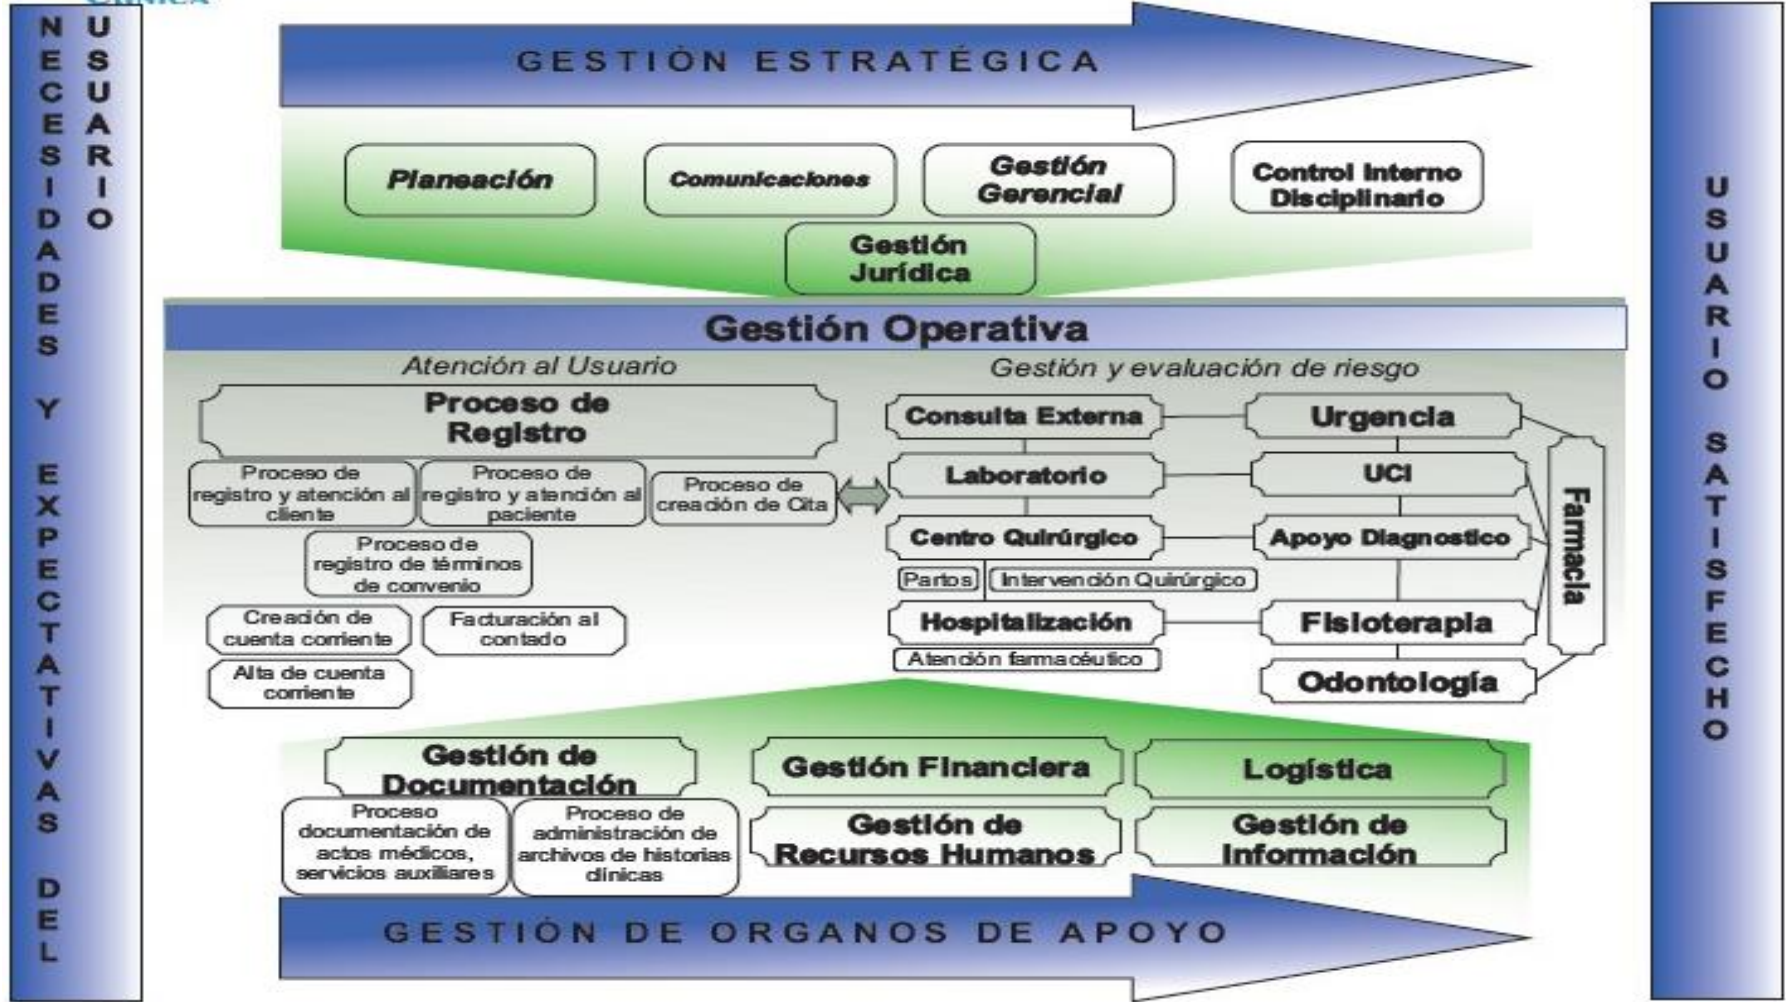 NECESIDADES Y EXPECTATIVAS DEL
USUARIO
GESTIÓN ESTRATÉGICA
Planeación
Comunicaciones
Gestión
Gerencial
Control Interno
Disciplinario
Gestión
Jurídica
Gestión Operativa
Atención al Usuario
Gestión y evaluación de riesgo
Proceso de
Registro
Proceso de
registro y atención al
cliente
Proceso de
registro y atención al
paciente
Proceso de
creación de Cita
Proceso de
registro de términos
de convenio
Creación de
cuenta corriente
Facturación al
contado
Alta de cuenta
corriente
Consulta Externa
Urgencia
Laboratorio
UCI
Centro Quirúrgico
Apoyo Diagnostico
Partos
Intervención Quirúrgico
Hospitalización
Fisioterapia
Atención farmacéutico
Odontología
Farmacia
Gestión de
Documentación
Proceso
documentación de
actos médicos,
servicios auxilliares
Proceso de
administración de
archivos de historias
clínicas
Gestión Financiera
Logística
Gestión de
Recursos Humanos
Gestión de
Información
GESTIÓN DE ORGANOS DE APOYO
USUARIO SATISFECHO